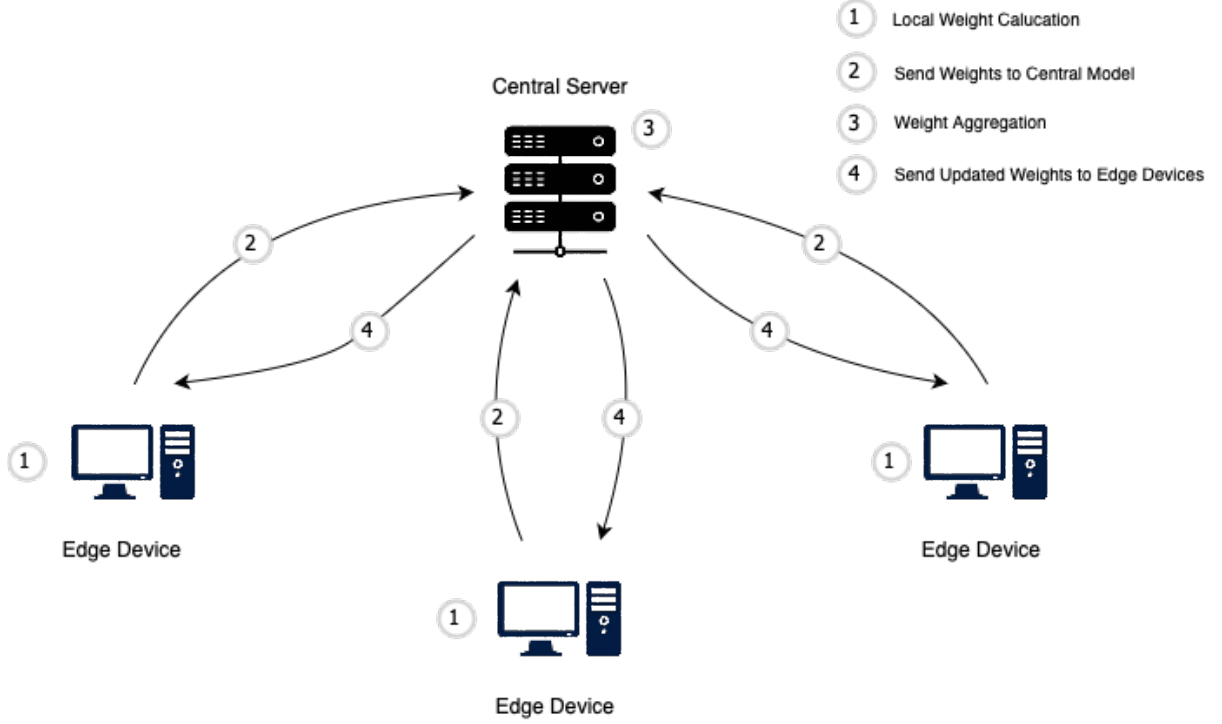 1 Local Weight Calucation
2 Send Weights to Central Model
3 Weight Aggregation
4 Send Updated Weights to Edge Devices
Central Server
3
2
2
4
4
2
4
1
1
Edge Device
Edge Device
1
Edge Device